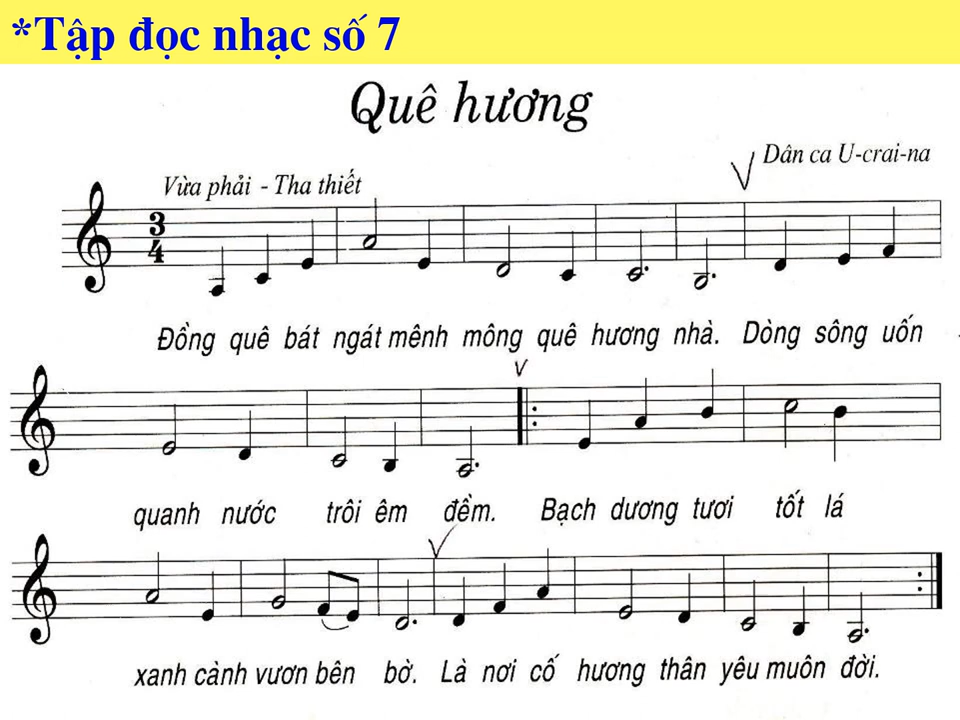 *Tập đọc nhạc số 7
Quê hương
Dân ca U-crai-na
Vừa phải - Tha thiết
3
4
Đồng quê bát ngát mênh mông quê hương nhà. Dòng sông uốn
quanh nước trôi êm đềm. Bạch dương tươi tốt lá
xanh cành vươn bên bờ. Là nơi cố hương thân yêu muôn đời.